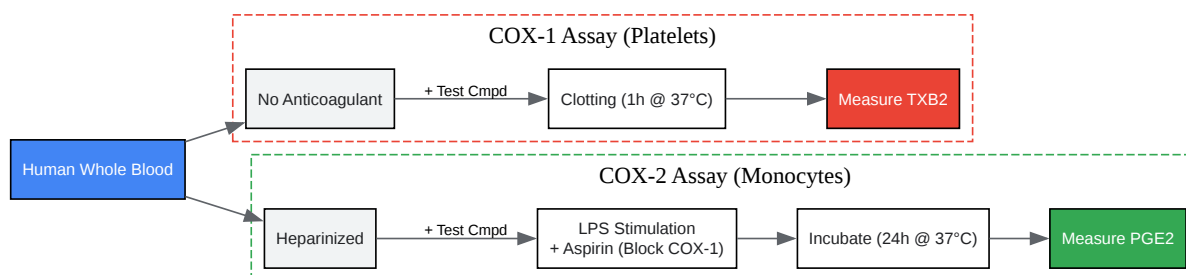 COX-1 Assay (Platelets)
No Anticoagulant
+ Test Cmpd
Clotting (1h @ 37°C)
Measure TXB2
Human Whole Blood
COX-2 Assay (Monocytes)
Heparinized
+ Test Cmpd
LPS Stimulation
+ Aspirin (Block COX-1)
Incubate (24h @ 37°C)
Measure PGE2